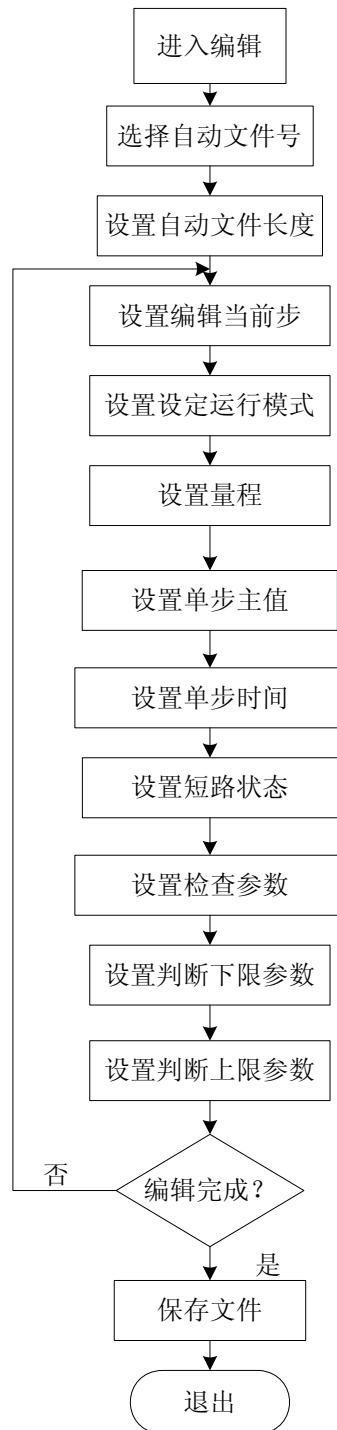 进入编辑
选择自动文件号
设置自动文件长度
设置编辑当前步
设置设定运行模式
设置量程
设置单步主值
设置单步时间
设置短路状态
设置检查参数
设置判断下限参数
设置判断上限参数
否
编辑完成?
是
保存文件
退出